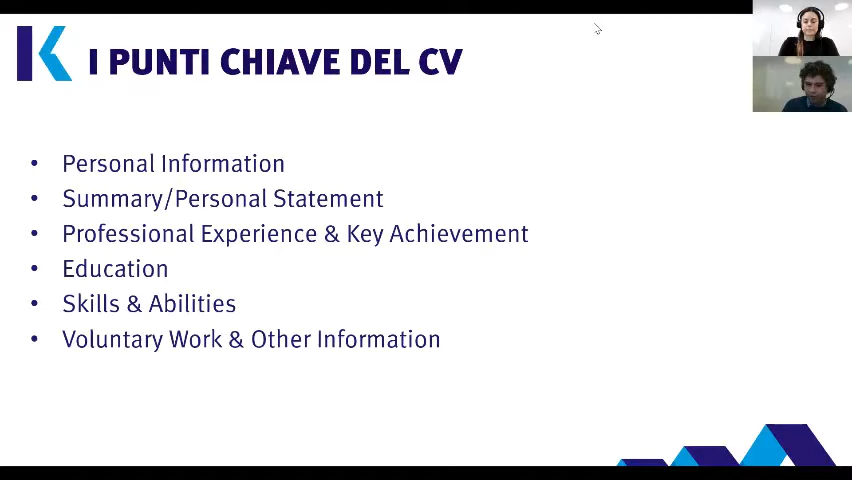 K I PUNTI CHIAVE DEL CV
• Personal Information
• Summary/Personal Statement
• Professional Experience & Key Achievement
• Education
• Skills & Abilities
• Voluntary Work & Other Information